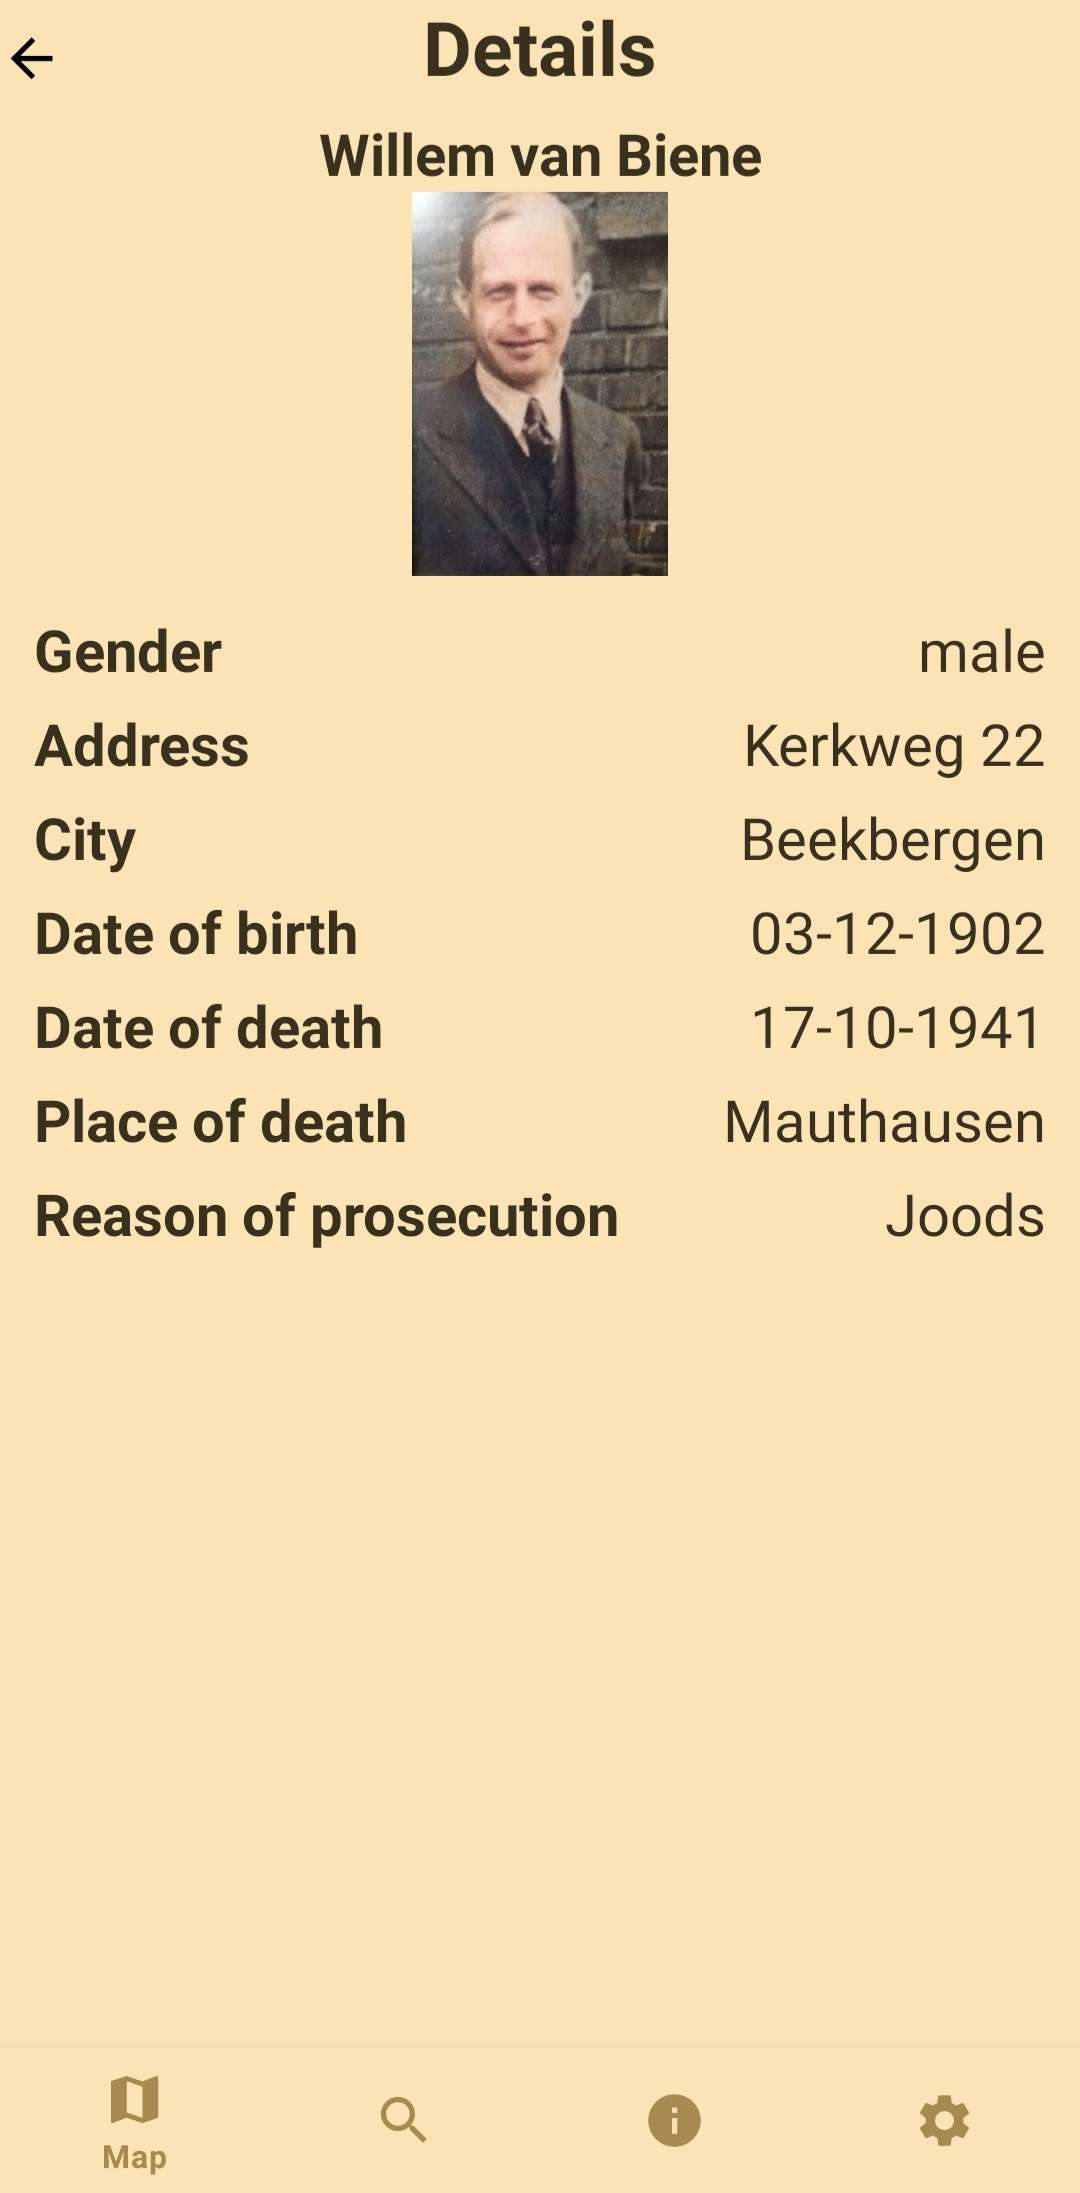 Details
Willem van Biene
Gender male
Address Kerkweg 22
City Beekbergen
Date of birth 03-12-1902
Date of death 17-10-1941
Place of death Mauthausen
Reason of prosecution Joods
Map